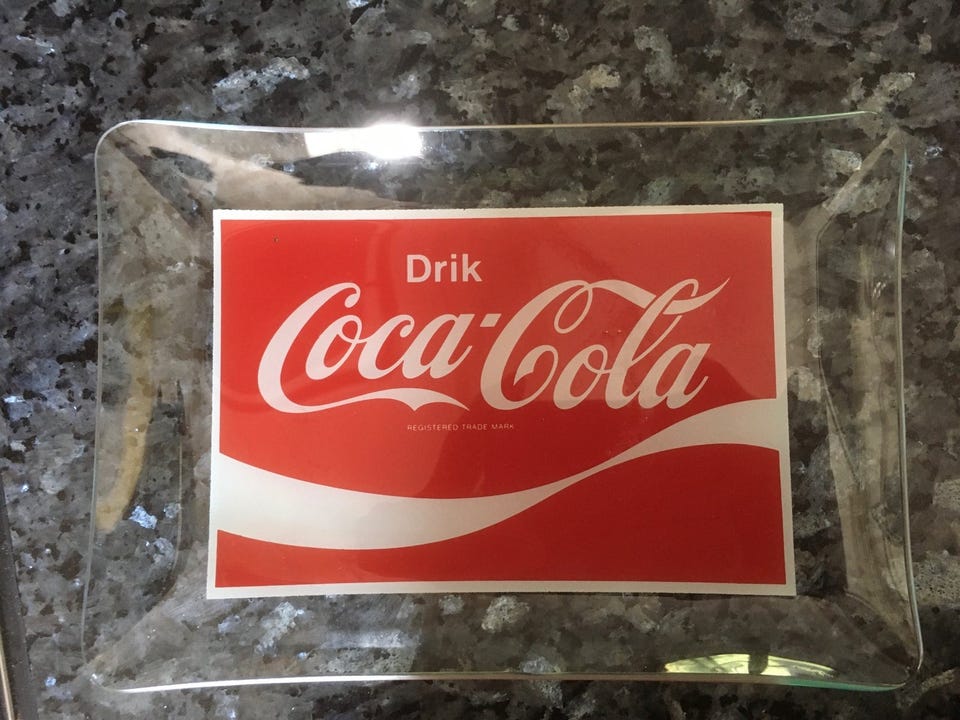 Drik
Coca-Cola
REGISTERED TRADE MARK